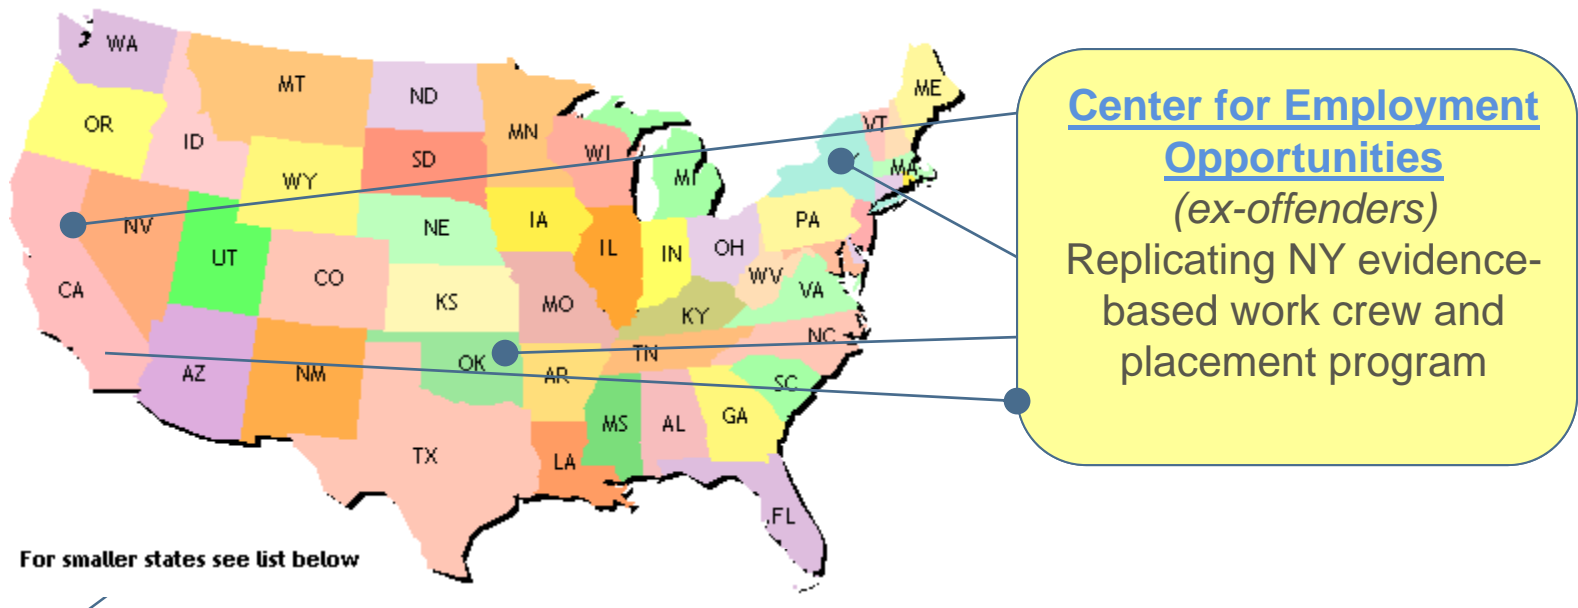 WA
MT
ND
ME
OR
MN
VT
ID
SD
WI
MA
WY
MI
NV
NE
IA
PA
UT
IL
IN
OH
CO
WV
CA
KS
MO
VA
KY
NC
OK
TN
AZ
NM
AR
SC
MS
AL
GA
TX
LA
FL
For smaller states see list below
Center for Employment
Opportunities
(ex-offenders)
Replicating NY evidence-
based work crew and
placement program